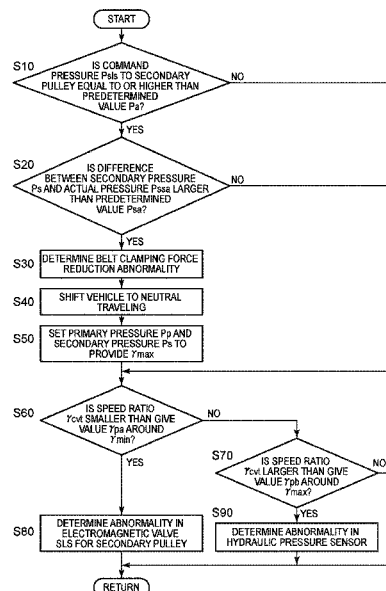 START
S10
IS COMMAND
PRESSURE Psls TO SECONDARY
PULLEY EQUAL TO OR HIGHER THAN
PREDETERMINED
VALUE Pa?
NO
YES
S20
IS DIFFERENCE
BETWEEN SECONDARY PRESSURE
Ps AND ACTUAL PRESSURE Pssa LARGER
THAN PREDETERMINED
VALUE Psa?
NO
YES
S30
DETERMINE BELT CLAMPING FORCE
REDUCTION ABNORMALITY
S40
SHIFT VEHICLE TO NEUTRAL
TRAVELING
S50
SET PRIMARY PRESSURE Pp AND
SECONDARY PRESSURE Ps TO
PROVIDE γmax
S60
IS SPEED RATIO
γcvt SMALLER THAN GIVE
VALUE γpa AROUND
γmin?
NO
YES
S70
IS SPEED RATIO
γcvt LARGER THAN GIVE
VALUE γpb AROUND
γmax?
NO
YES
S80
DETERMINE ABNORMALITY IN
ELECTROMAGNETIC VALVE
SLS FOR SECONDARY PULLEY
S90
DETERMINE ABNORMALITY IN
HYDRAULIC PRESSURE SENSOR
RETURN